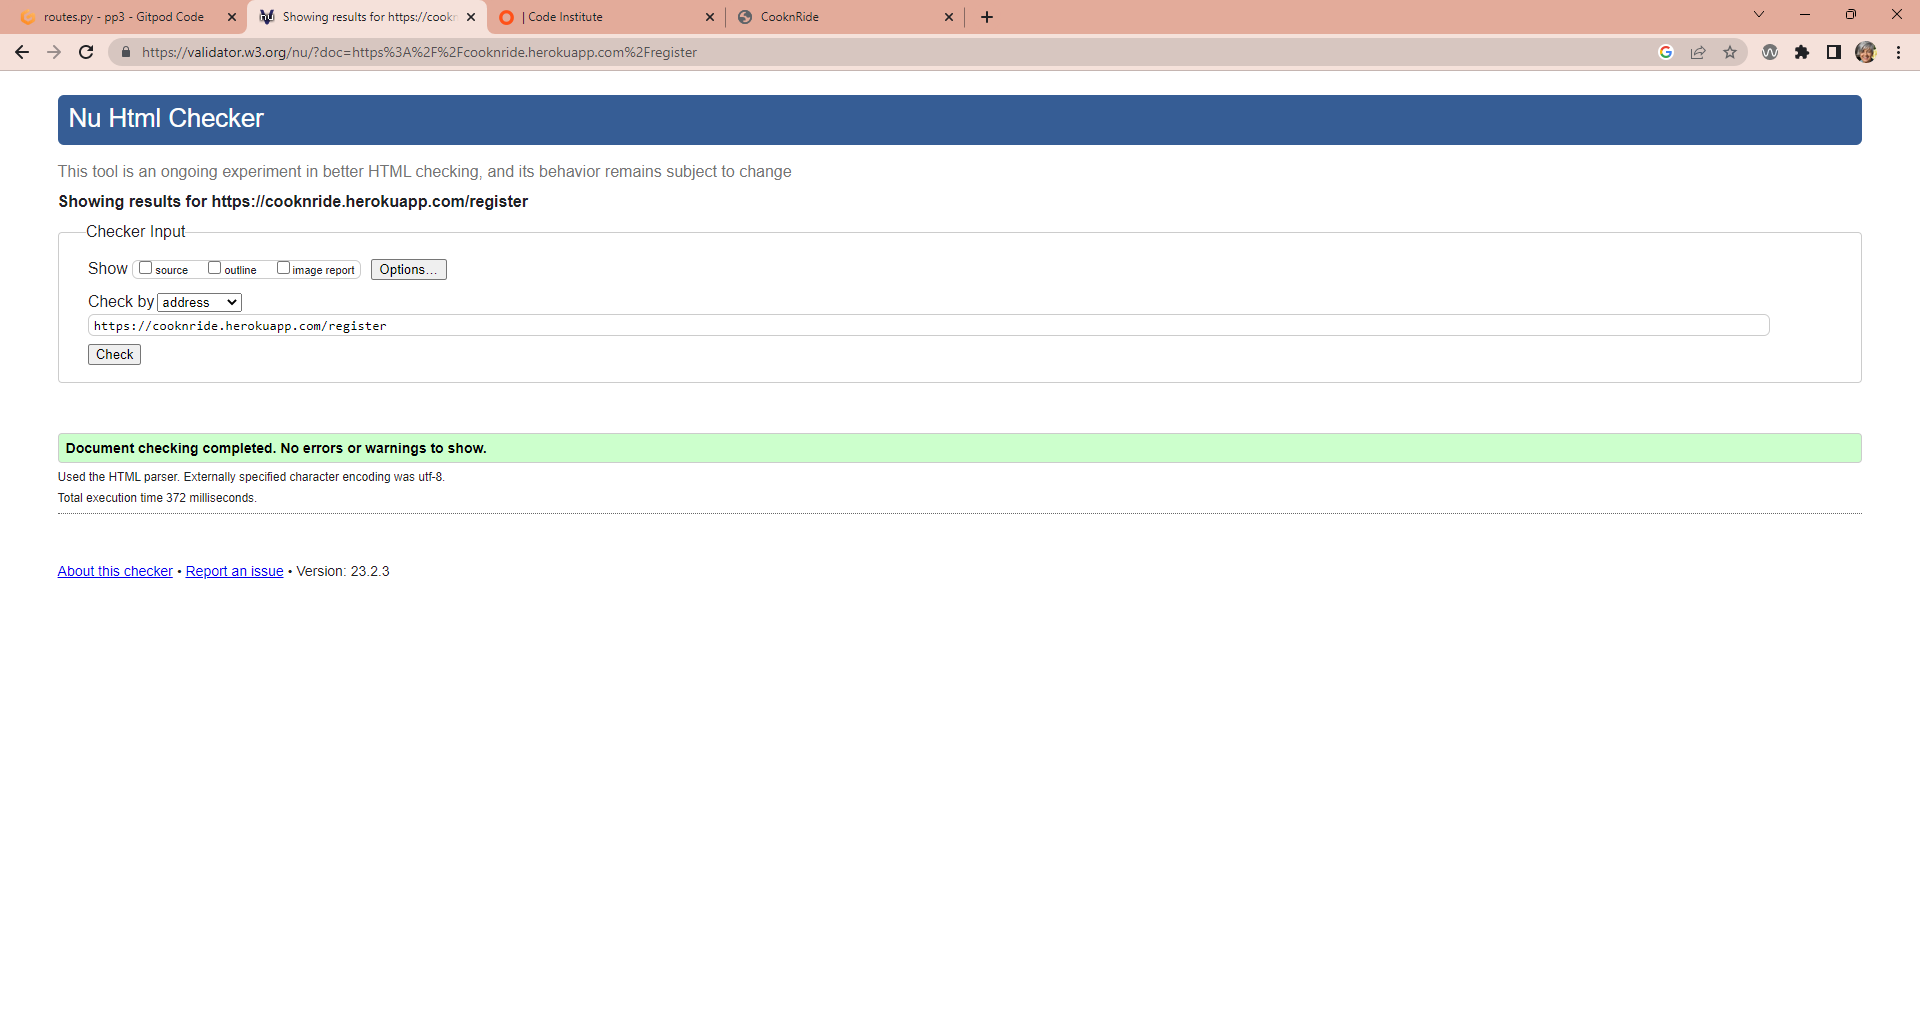 routes.py - pp3 - Gitpod Code
Showing results for https://cookn
| Code Institute
CooknRide
https://validator.w3.org/nu/?doc=https%3A%2F%2Fcooknride.herokuapp.com%2Fregister
Nu Html Checker
This tool is an ongoing experiment in better HTML checking, and its behavior remains subject to change
Showing results for https://cooknride.herokuapp.com/register
Checker Input
Show source outline image report Options...
Check by address
https://cooknride.herokuapp.com/register
Check
Document checking completed. No errors or warnings to show.
Used the HTML parser. Externally specified character encoding was utf-8.
Total execution time 372 milliseconds.
About this checker • Report an issue • Version: 23.2.3